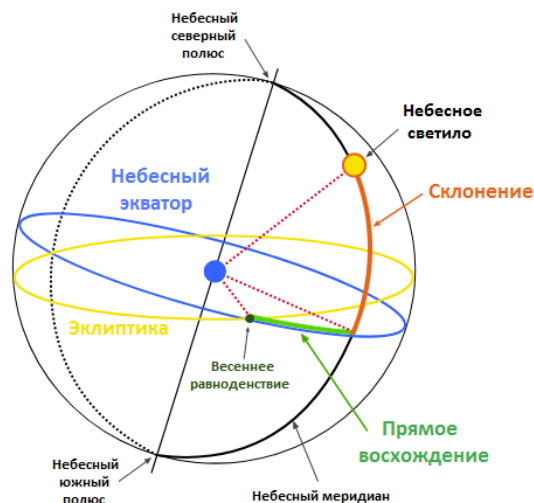 Небесный
северный
полюс
Небесное
светило
Небесный
экватор
Склонение
Эклиптика
Весеннее
равноденствие
Прямое
восхождение
Небесный
южный
полюс
Небесный меридиан